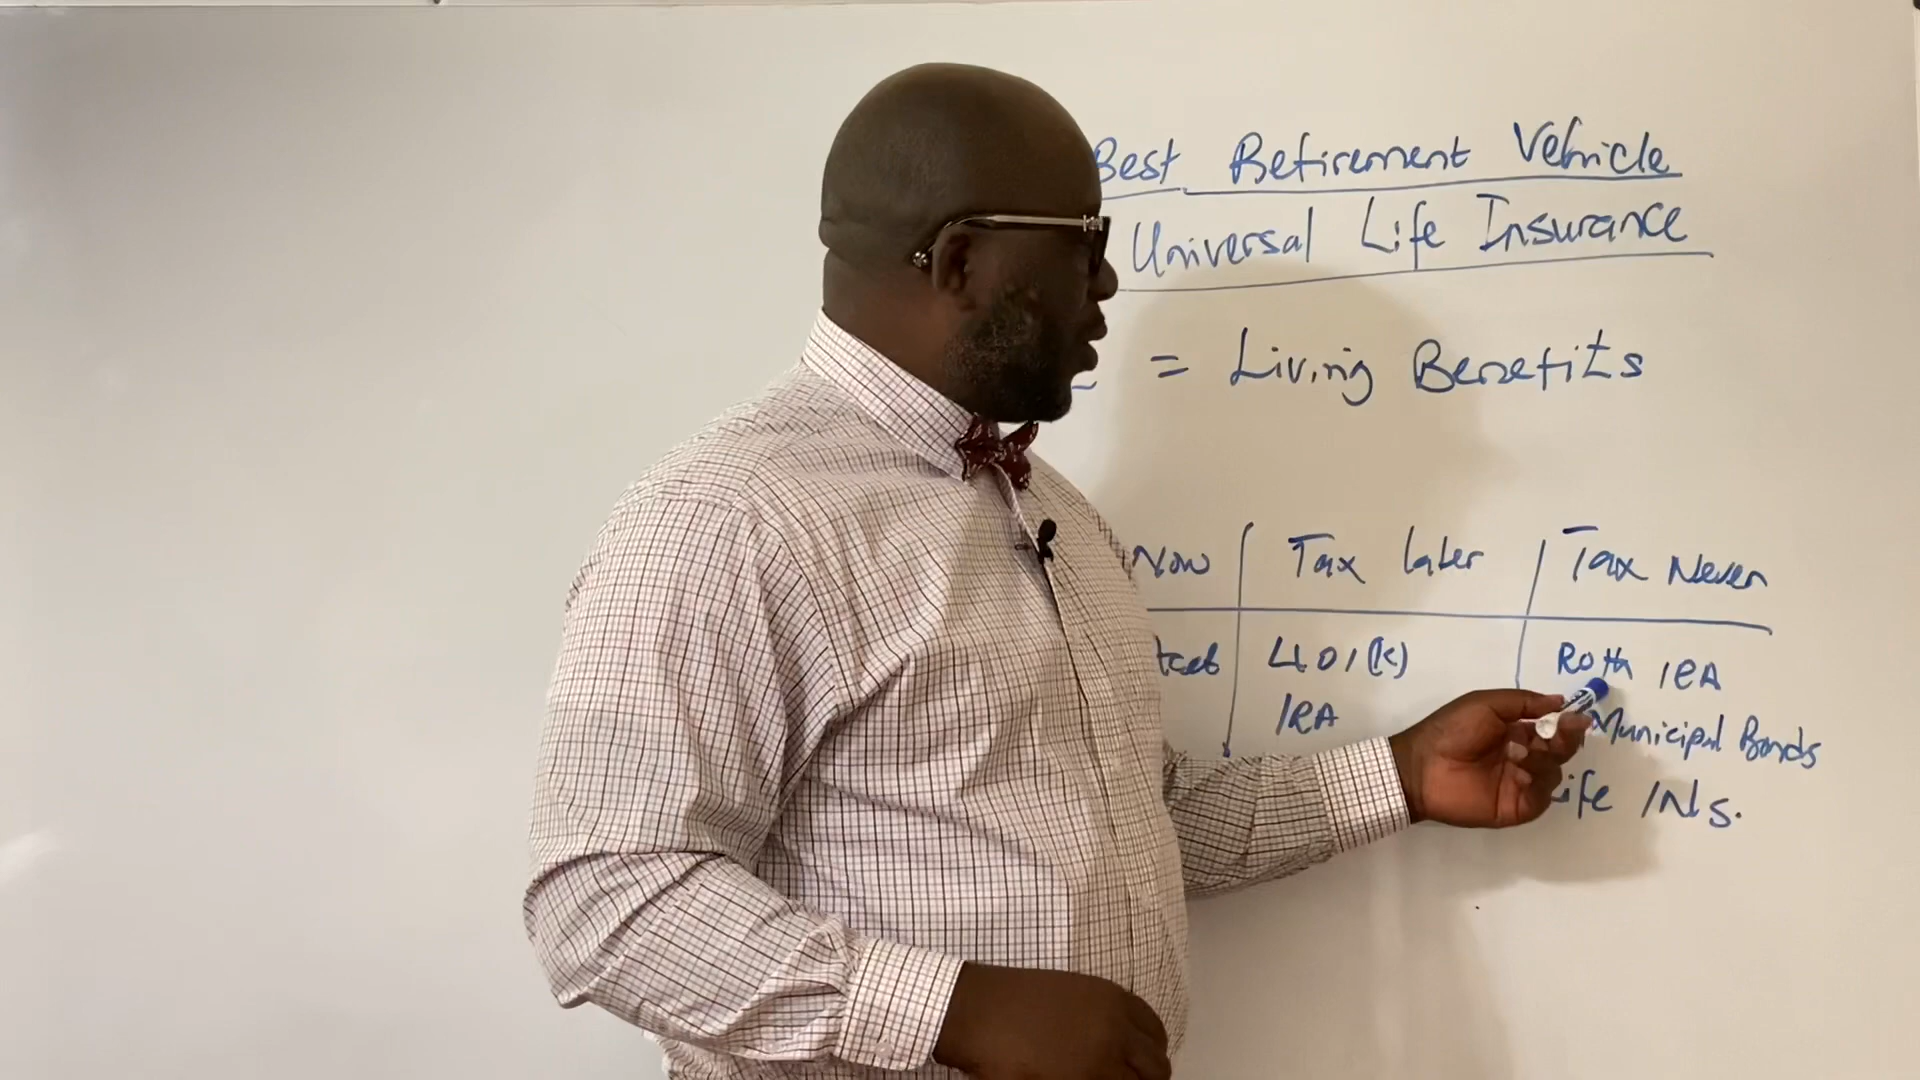 Best Retirement Vehicle
Universal Life Insurance
= Living Benefits
Now Tax later Tax Never
401(k) Roth IRA
IRA Municipal Bonds
Life INs.